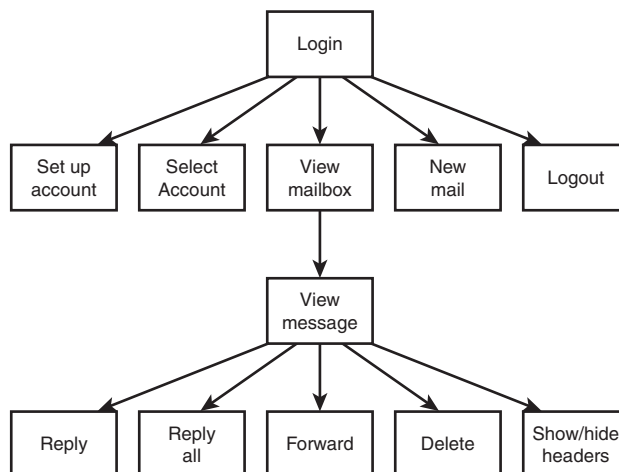 Login
Set up
account
Select
Account
View
mailbox
New
mail
Logout
View
message
Reply
Reply
all
Forward
Delete
Show/hide
headers